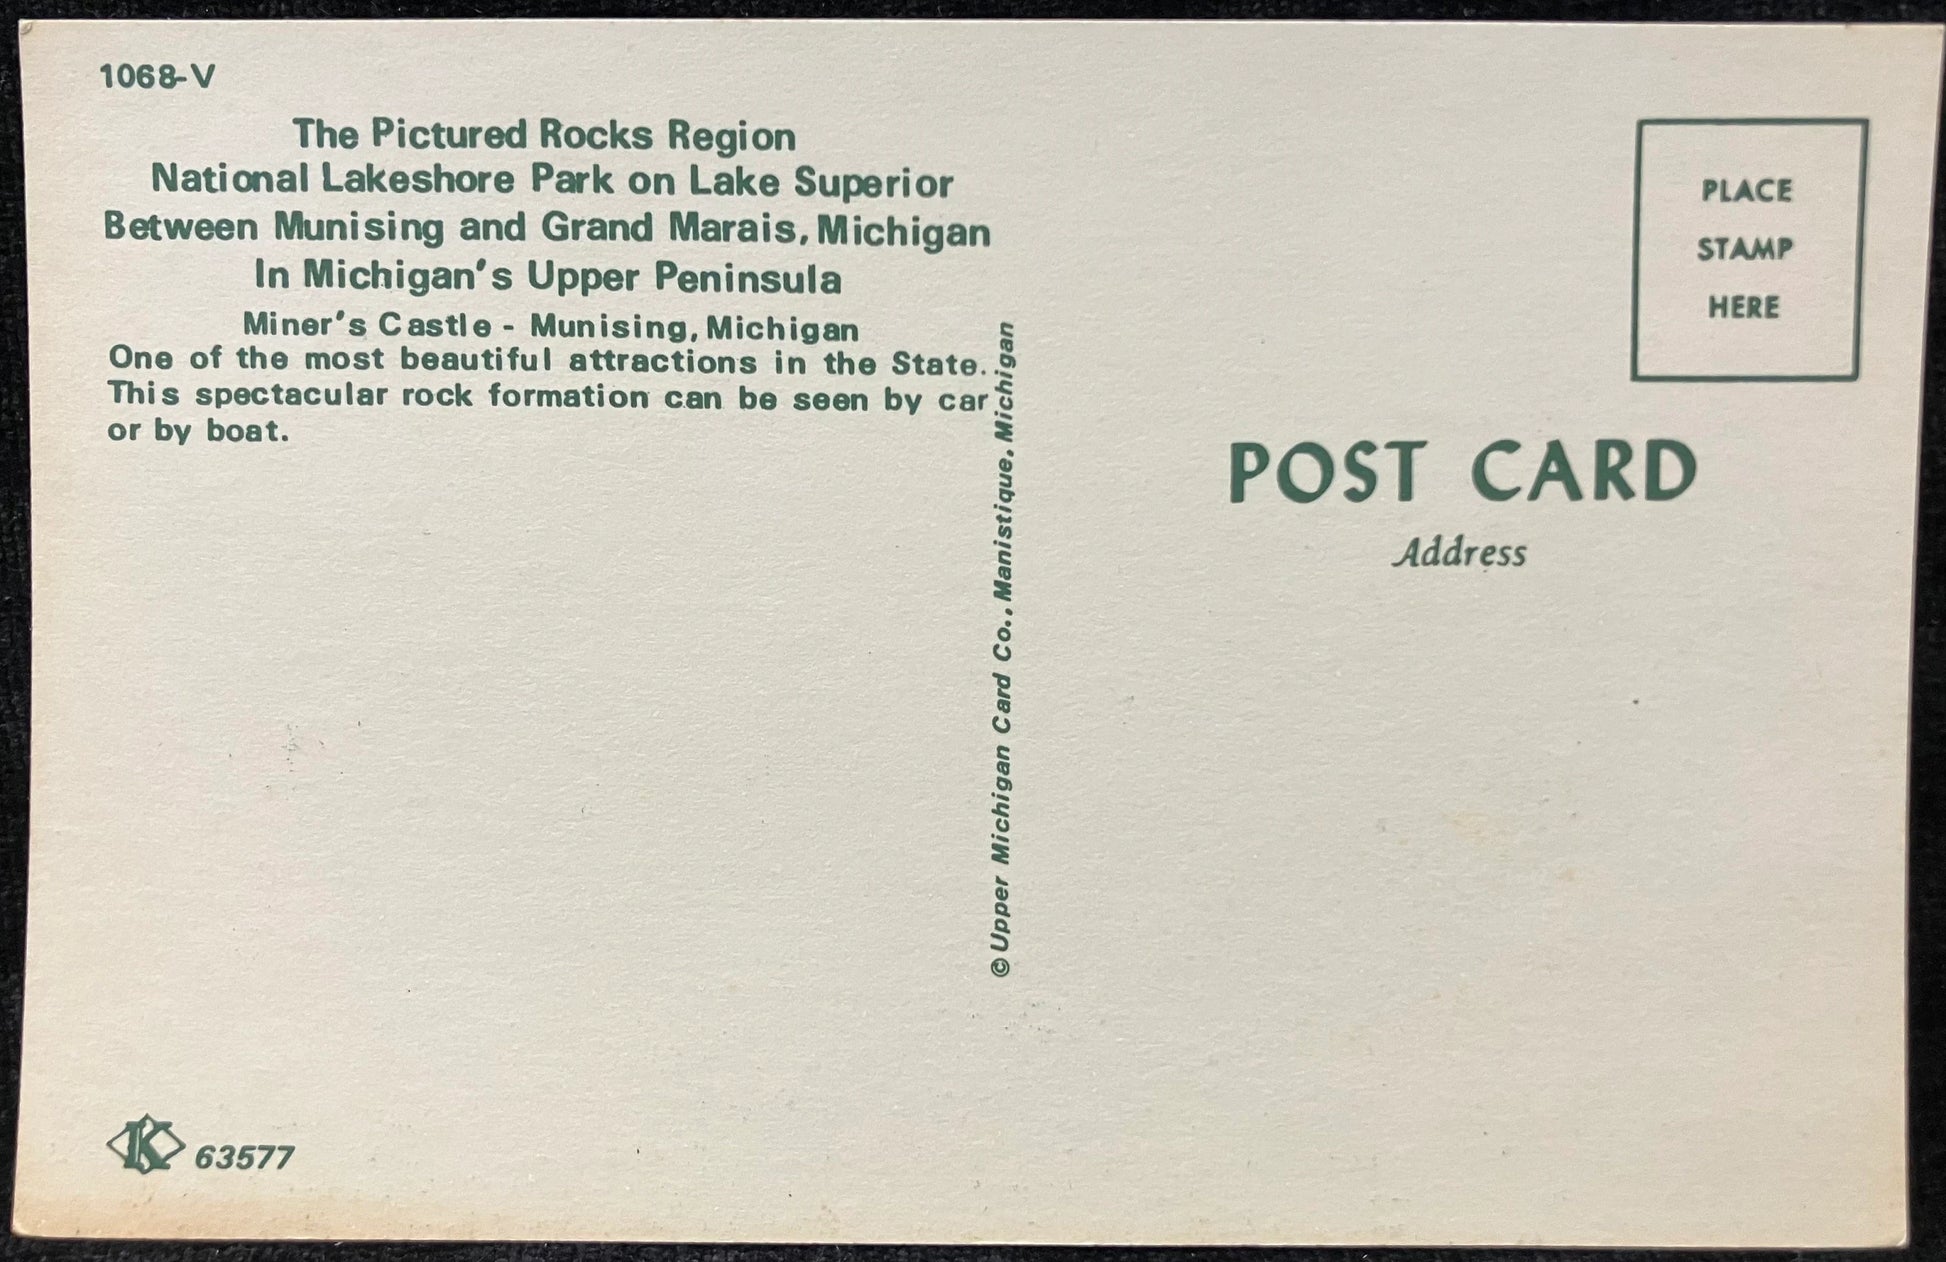 1068-V
The Pictured Rocks Region
National Lakeshore Park on Lake Superior
Between Munising and Grand Marais, Michigan
In Michigan's Upper Peninsula
Miner's Castle - Munising, Michigan
One of the most beautiful attractions in the State..
This spectacular rock formation can be seen by car
or by boat.
© Upper Michigan Card Co., Manistique, Michigan
K 63577
PLACE
STAMP
HERE
POST CARD
Address